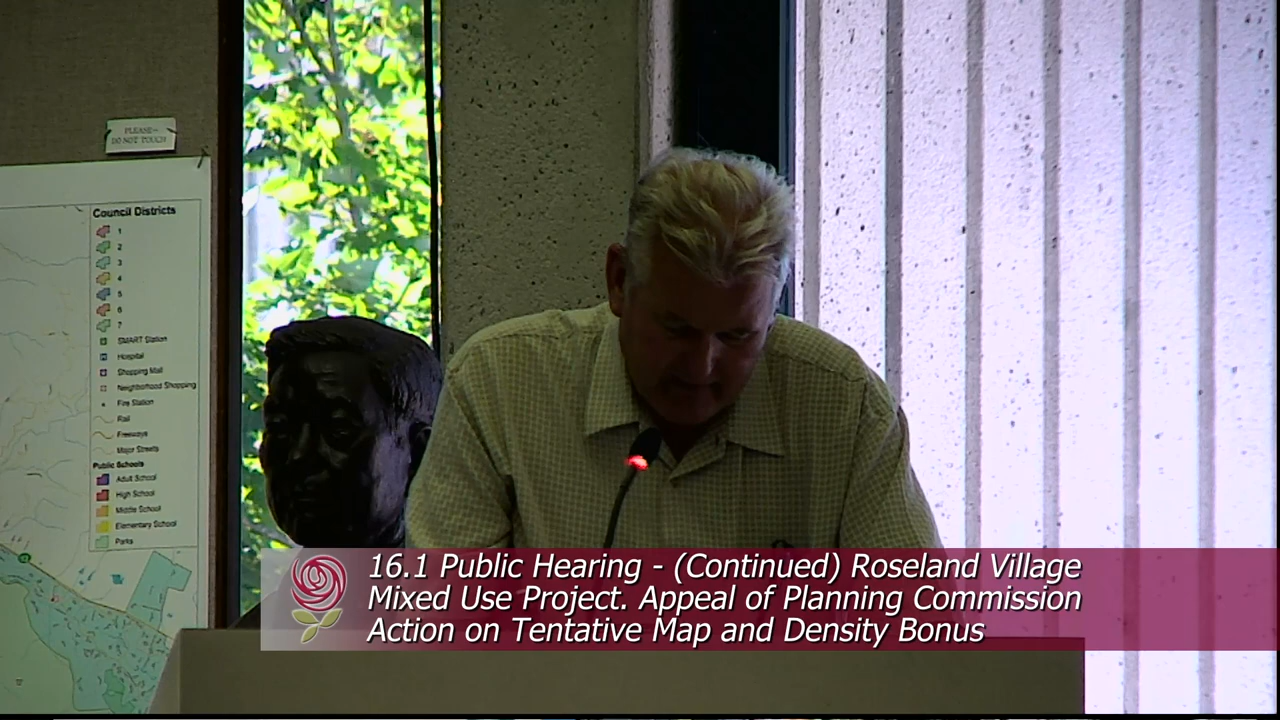 PLEASE—
DO NOT TOUCH
Council Districts
1
2
3
4
5
6
7
SMART Station
Hospital
Shopping Mall
Neighborhood Shopping
Fire Station
Rail
Freeways
Major Streets
Public Schools
Adult School
High School
Middle School
Elementary School
Parks
16.1 Public Hearing - (Continued) Roseland Village
Mixed Use Project. Appeal of Planning Commission
Action on Tentative Map and Density Bonus